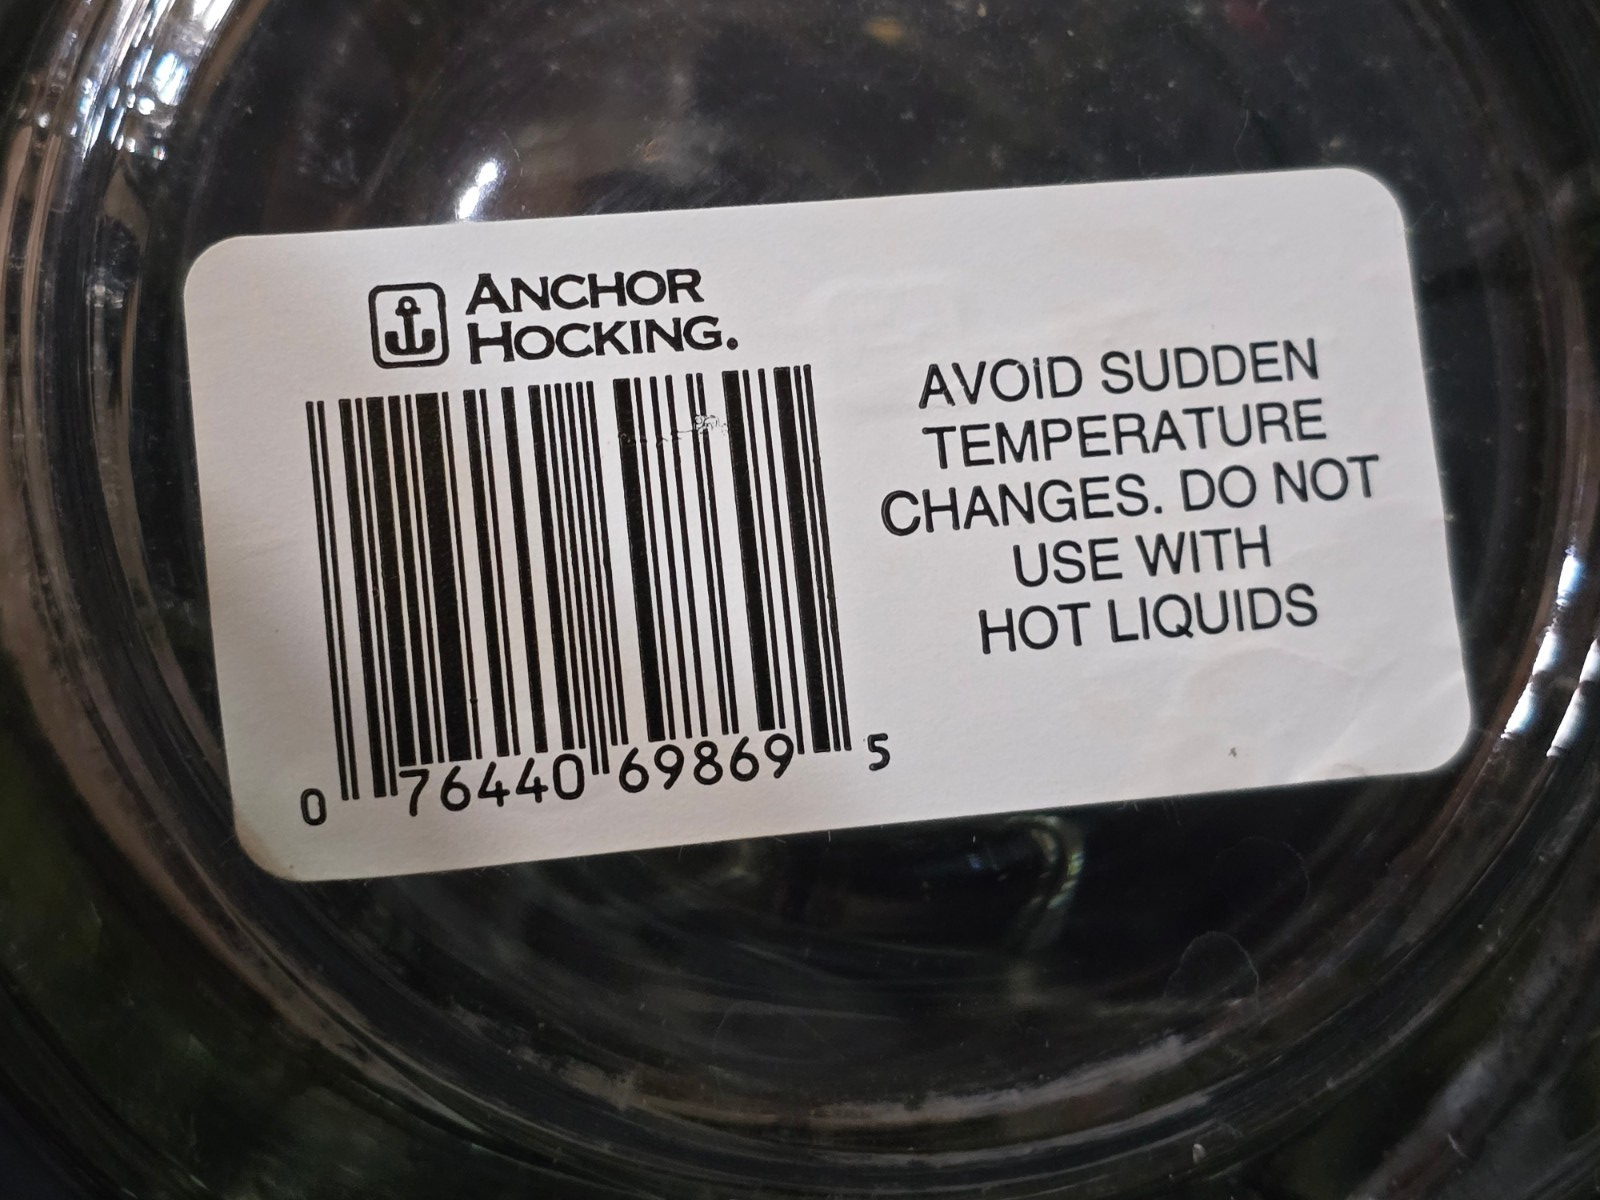 ANCHOR
HOCKING.
0 76440 69869 5
AVOID SUDDEN
TEMPERATURE
CHANGES. DO NOT
USE WITH
HOT LIQUIDS